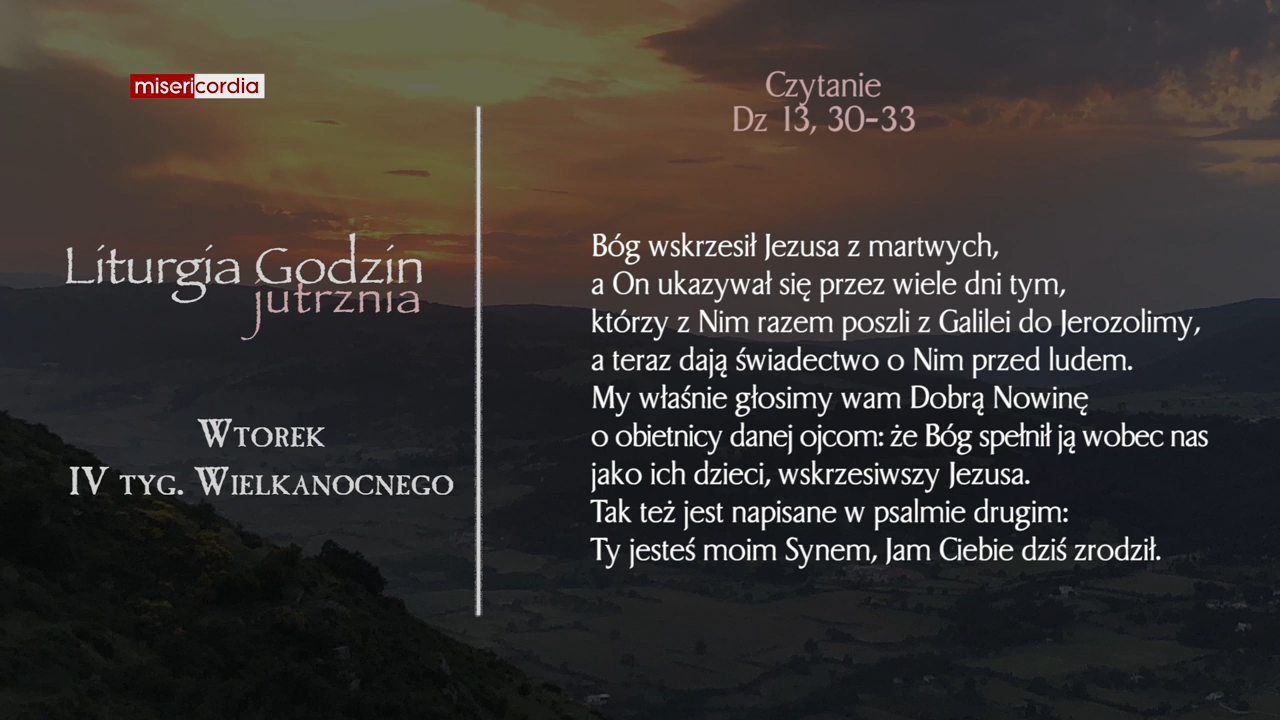 misericordia
Liturgia Godzin
jutrznia
Wtorek
IV tyg. Wielkanocnego
Czytanie
Dz 13, 30-33
Bóg wskrzesił Jezusa z martwych,
a On ukazywał się przez wiele dni tym,
którzy z Nim razem poszli z Galilei do Jerozolimy,
a teraz dają świadectwo o Nim przed ludem.
My właśnie głosimy wam Dobrą Nowinę
o obietnicy danej ojcom: że Bóg spełnił ją wobec nas
jako ich dzieci, wskrzesiwszy Jezusa.
Tak też jest napisane w psalmie drugim:
Ty jesteś moim Synem, Jam Ciebie dziś zrodził.